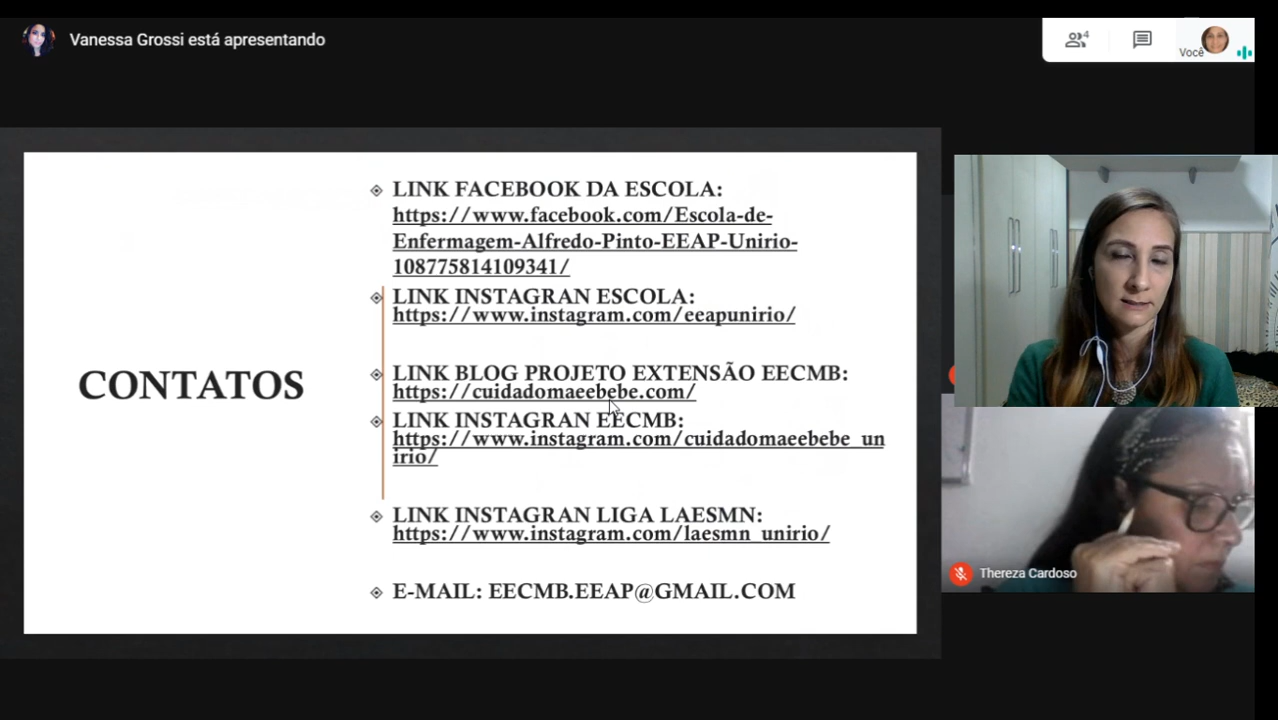 Vanessa Grossi está apresentando
4
Você
CONTATOS
LINK FACEBOOK DA ESCOLA:
https://www.facebook.com/Escola-de-
Enfermagem-Alfredo-Pinto-EEAP-Unirio-
108775814109341/
LINK INSTAGRAN ESCOLA:
https://www.instagram.com/eeapunirio/
LINK BLOG PROJETO EXTENSÃO EECMB:
https://cuidadomaeebebe.com/
LINK INSTAGRAN EECMB:
https://www.instagram.com/cuidadomaeebebe_un
irio/
LINK INSTAGRAN LIGA LAESMN:
https://www.instagram.com/laesmn_unirio/
E-MAIL: EECMB.EEAP@GMAIL.COM
Thereza Cardoso